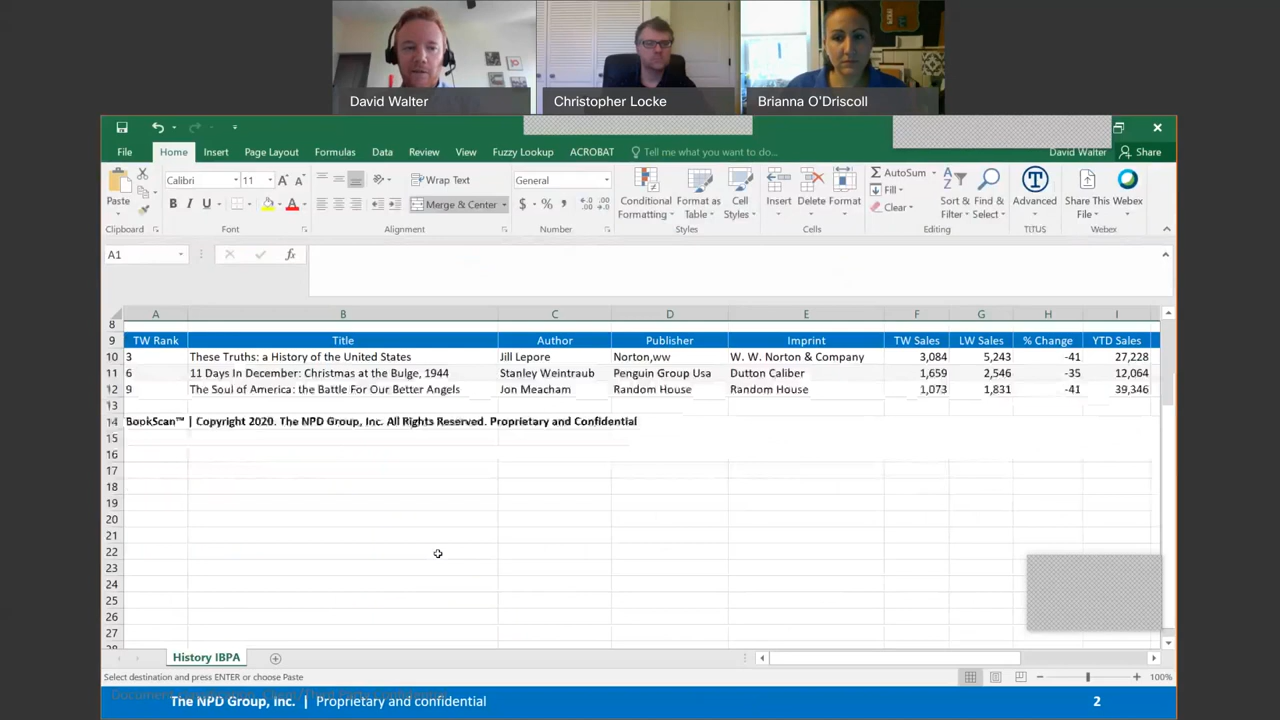 David Walter
Christopher Locke
Brianna O'Driscoll
File Home Insert Page Layout Formulas Data Review View Fuzzy Lookup ACROBAT Tell me what you want to do... David Walter Share
Calibri 11 Wrap Text General AutoSum
Fill
Paste B I U Merge & Center $ % Conditional Formatting Format as Table Cell Styles Insert Delete Format Clear Sort & Filter Find & Select Advanced Share This File Webex
Font Alignment Number Styles Cells Editing TITUS Webex
A1 fx
A B C D E F G H I
8
9 TW Rank Title Author Publisher Imprint TW Sales LW Sales % Change YTD Sales
10 3 These Truths: a History of the United States Jill Lepore Norton,ww W. W. Norton & Company 3,084 5,243 -41 27,228
11 6 11 Days In December: Christmas at the Bulge, 1944 Stanley Weintraub Penguin Group Usa Dutton Caliber 1,659 2,546 -35 12,064
12 9 The Soul of America: the Battle For Our Better Angels Jon Meacham Random House Random House 1,073 1,831 -41 39,346
13
14 BookScan™ | Copyright 2020. The NPD Group, Inc. All Rights Reserved. Proprietary and Confidential
15
16
17
18
19
20
21
22
23
24
25
26
27
History IBPA
Select destination and press ENTER or choose Paste 100%
The NPD Group, Inc. | Proprietary and confidential 2